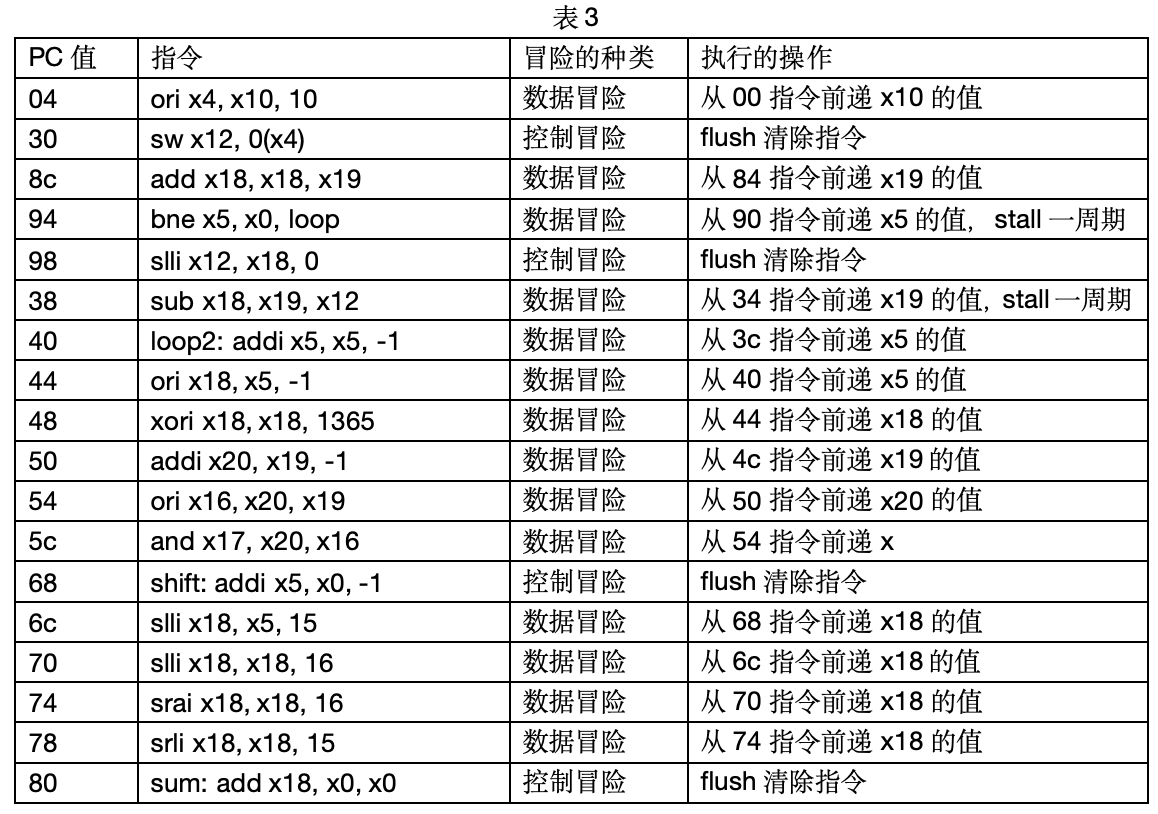 表 3
PC 值 指令 冒险的种类 执行的操作
04 ori x4, x10, 10 数据冒险 从 00 指令前递 x10 的值
30 sw x12, 0(x4) 控制冒险 flush 清除指令
8c add x18, x18, x19 数据冒险 从 84 指令前递 x19 的值
94 bne x5, x0, loop 数据冒险 从 90 指令前递 x5 的值，stall 一周期
98 slli x12, x18, 0 控制冒险 flush 清除指令
38 sub x18, x19, x12 数据冒险 从 34 指令前递 x19 的值, stall 一周期
40 loop2: addi x5, x5, -1 数据冒险 从 3c 指令前递 x5 的值
44 ori x18, x5, -1 数据冒险 从 40 指令前递 x5 的值
48 xori x18, x18, 1365 数据冒险 从 44 指令前递 x18 的值
50 addi x20, x19, -1 数据冒险 从 4c 指令前递 x19 的值
54 ori x16, x20, x19 数据冒险 从 50 指令前递 x20 的值
5c and x17, x20, x16 数据冒险 从 54 指令前递 x
68 shift: addi x5, x0, -1 控制冒险 flush 清除指令
6c slli x18, x5, 15 数据冒险 从 68 指令前递 x18 的值
70 slli x18, x18, 16 数据冒险 从 6c 指令前递 x18 的值
74 srai x18, x18, 16 数据冒险 从 70 指令前递 x18 的值
78 srli x18, x18, 15 数据冒险 从 74 指令前递 x18 的值
80 sum: add x18, x0, x0 控制冒险 flush 清除指令